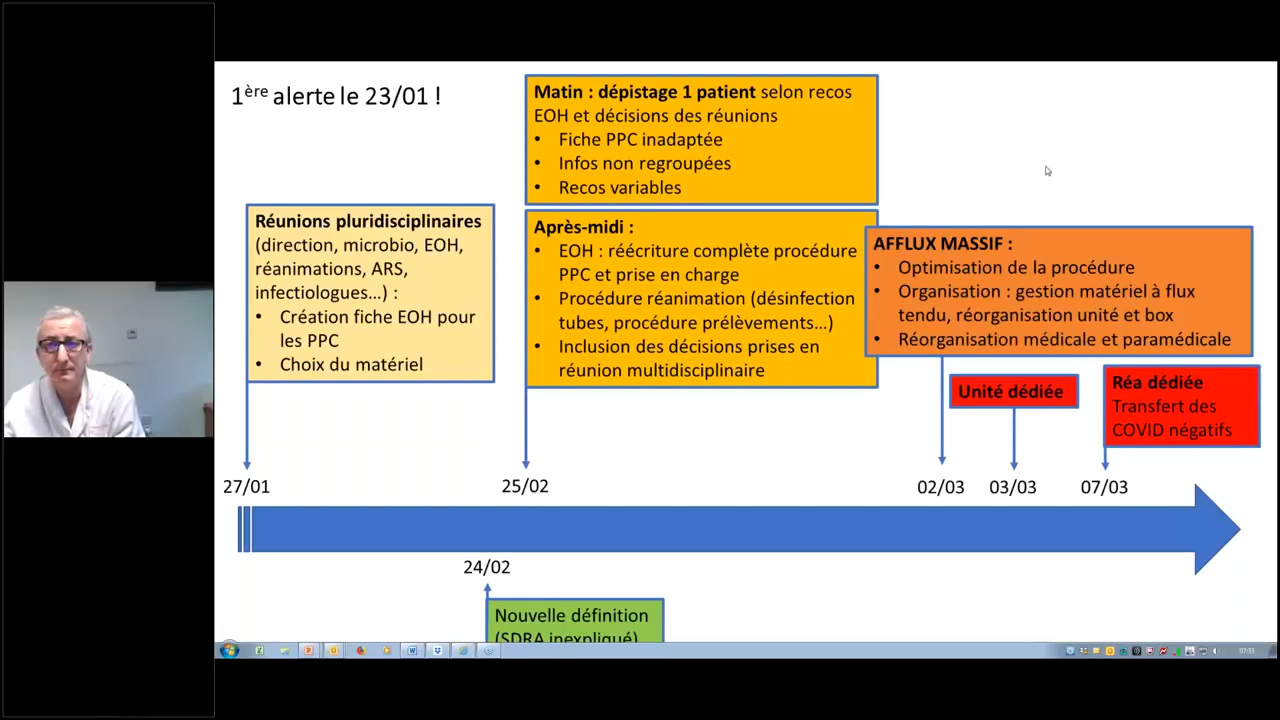 1ère alerte le 23/01 !
Matin : dépistage 1 patient selon recos
EOH et décisions des réunions
• Fiche PPC inadaptée
• Infos non regroupées
• Recos variables
Réunions pluridisciplinaires
(direction, microbio, EOH,
réanimations, ARS,
infectiologues…) :
• Création fiche EOH pour
les PPC
• Choix du matériel
Après-midi :
• EOH : réécriture complète procédure
PPC et prise en charge
• Procédure réanimation (désinfection
tubes, procédure prélèvements…)
• Inclusion des décisions prises en
réunion multidisciplinaire
AFFLUX MASSIF :
• Optimisation de la procédure
• Organisation : gestion matériel à flux
tendu, réorganisation unité et box
• Réorganisation médicale et paramédicale
Unité dédiée
Réa dédiée
Transfert des
COVID négatifs
27/01
25/02
02/03
03/03
07/03
24/02
Nouvelle définition
(SDRA inexpliqué)